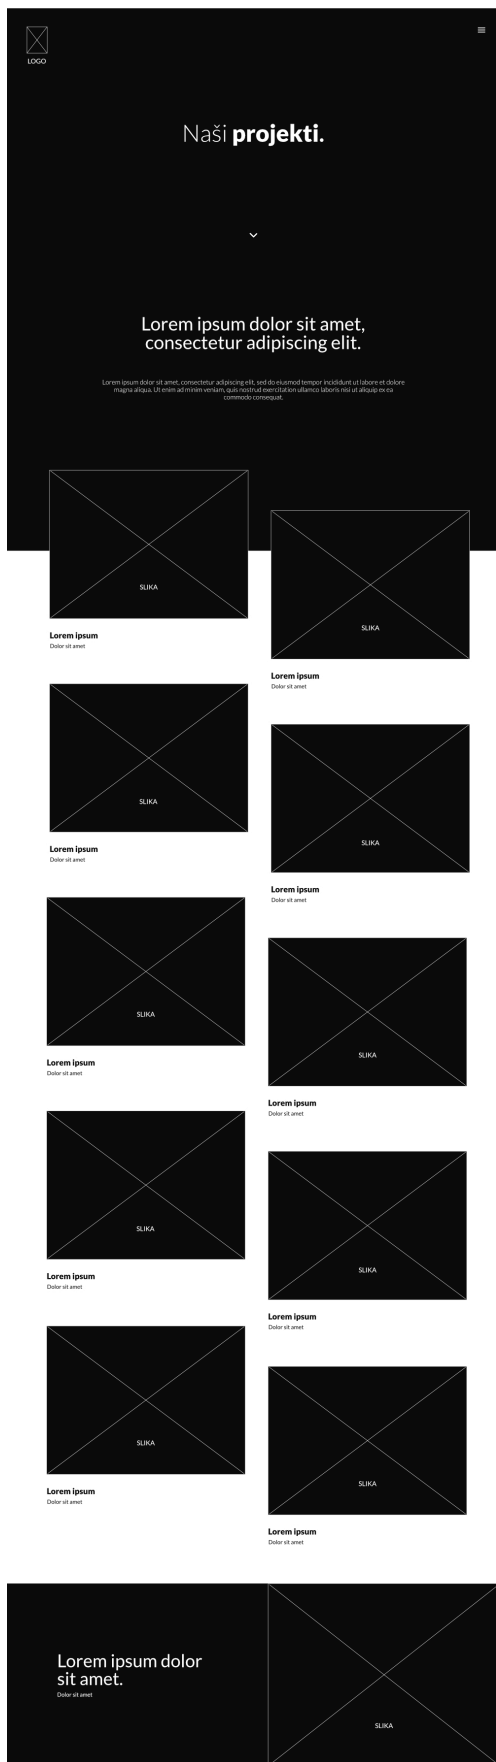 LOGO
Naši projekti.
Lorem ipsum dolor sit amet,
consectetur adipiscing elit.
Lorem ipsum dolor sit amet, consectetur adipiscing elit, sed do eiusmod tempor incididunt ut labore et dolore
magna aliqua. Ut enim ad minim veniam, quis nostrud exercitation ullamco laboris nisi ut aliquip ex ea
commodo consequat.
SLIKA
Lorem ipsum
Dolor sit amet
SLIKA
Lorem ipsum
Dolor sit amet
SLIKA
Lorem ipsum
Dolor sit amet
SLIKA
Lorem ipsum
Dolor sit amet
SLIKA
Lorem ipsum
Dolor sit amet
SLIKA
Lorem ipsum
Dolor sit amet
SLIKA
Lorem ipsum
Dolor sit amet
SLIKA
Lorem ipsum
Dolor sit amet
SLIKA
Lorem ipsum
Dolor sit amet
SLIKA
Lorem ipsum
Dolor sit amet
Lorem ipsum dolor
sit amet.
Dolor sit amet
SLIKA